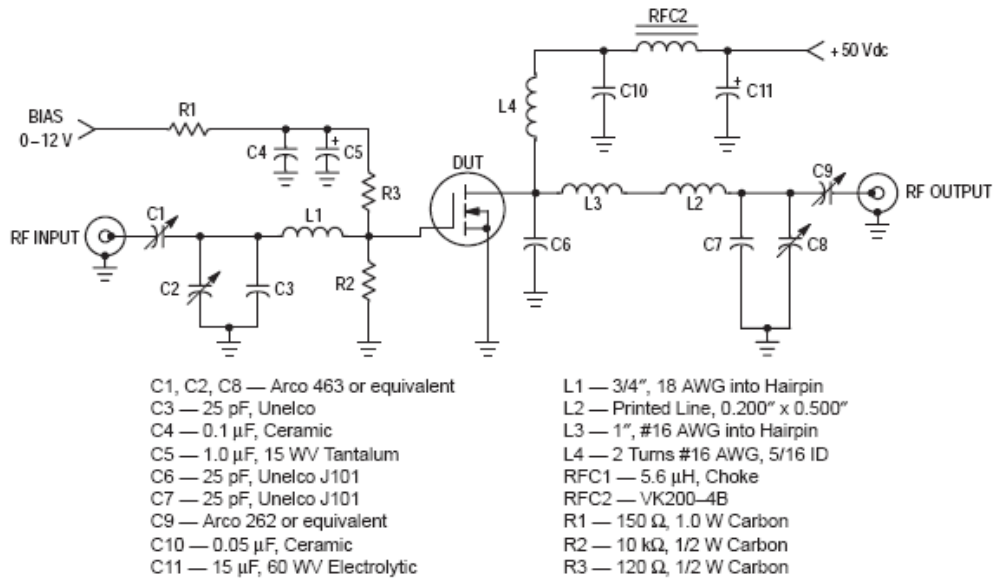 RFC2
+ 50 Vdc
C10
C11
L4
BIAS
0–12 V
R1
C4
C5
+
+
R3
DUT
C9
RF OUTPUT
L3
L2
C1
L1
RF INPUT
C6
C7
C8
C2
C3
R2
C1, C2, C8 — Arco 463 or equivalent
C3 — 25 pF, Unelco
C4 — 0.1 μF, Ceramic
C5 — 1.0 μF, 15 WV Tantalum
C6 — 25 pF, Unelco J101
C7 — 25 pF, Unelco J101
C9 — Arco 262 or equivalent
C10 — 0.05 μF, Ceramic
C11 — 15 μF, 60 WV Electrolytic
L1 — 3/4″, 18 AWG into Hairpin
L2 — Printed Line, 0.200″ x 0.500″
L3 — 1″, #16 AWG into Hairpin
L4 — 2 Turns #16 AWG, 5/16 ID
RFC1 — 5.6 μH, Choke
RFC2 — VK200–4B
R1 — 150 Ω, 1.0 W Carbon
R2 — 10 kΩ, 1/2 W Carbon
R3 — 120 Ω, 1/2 W Carbon